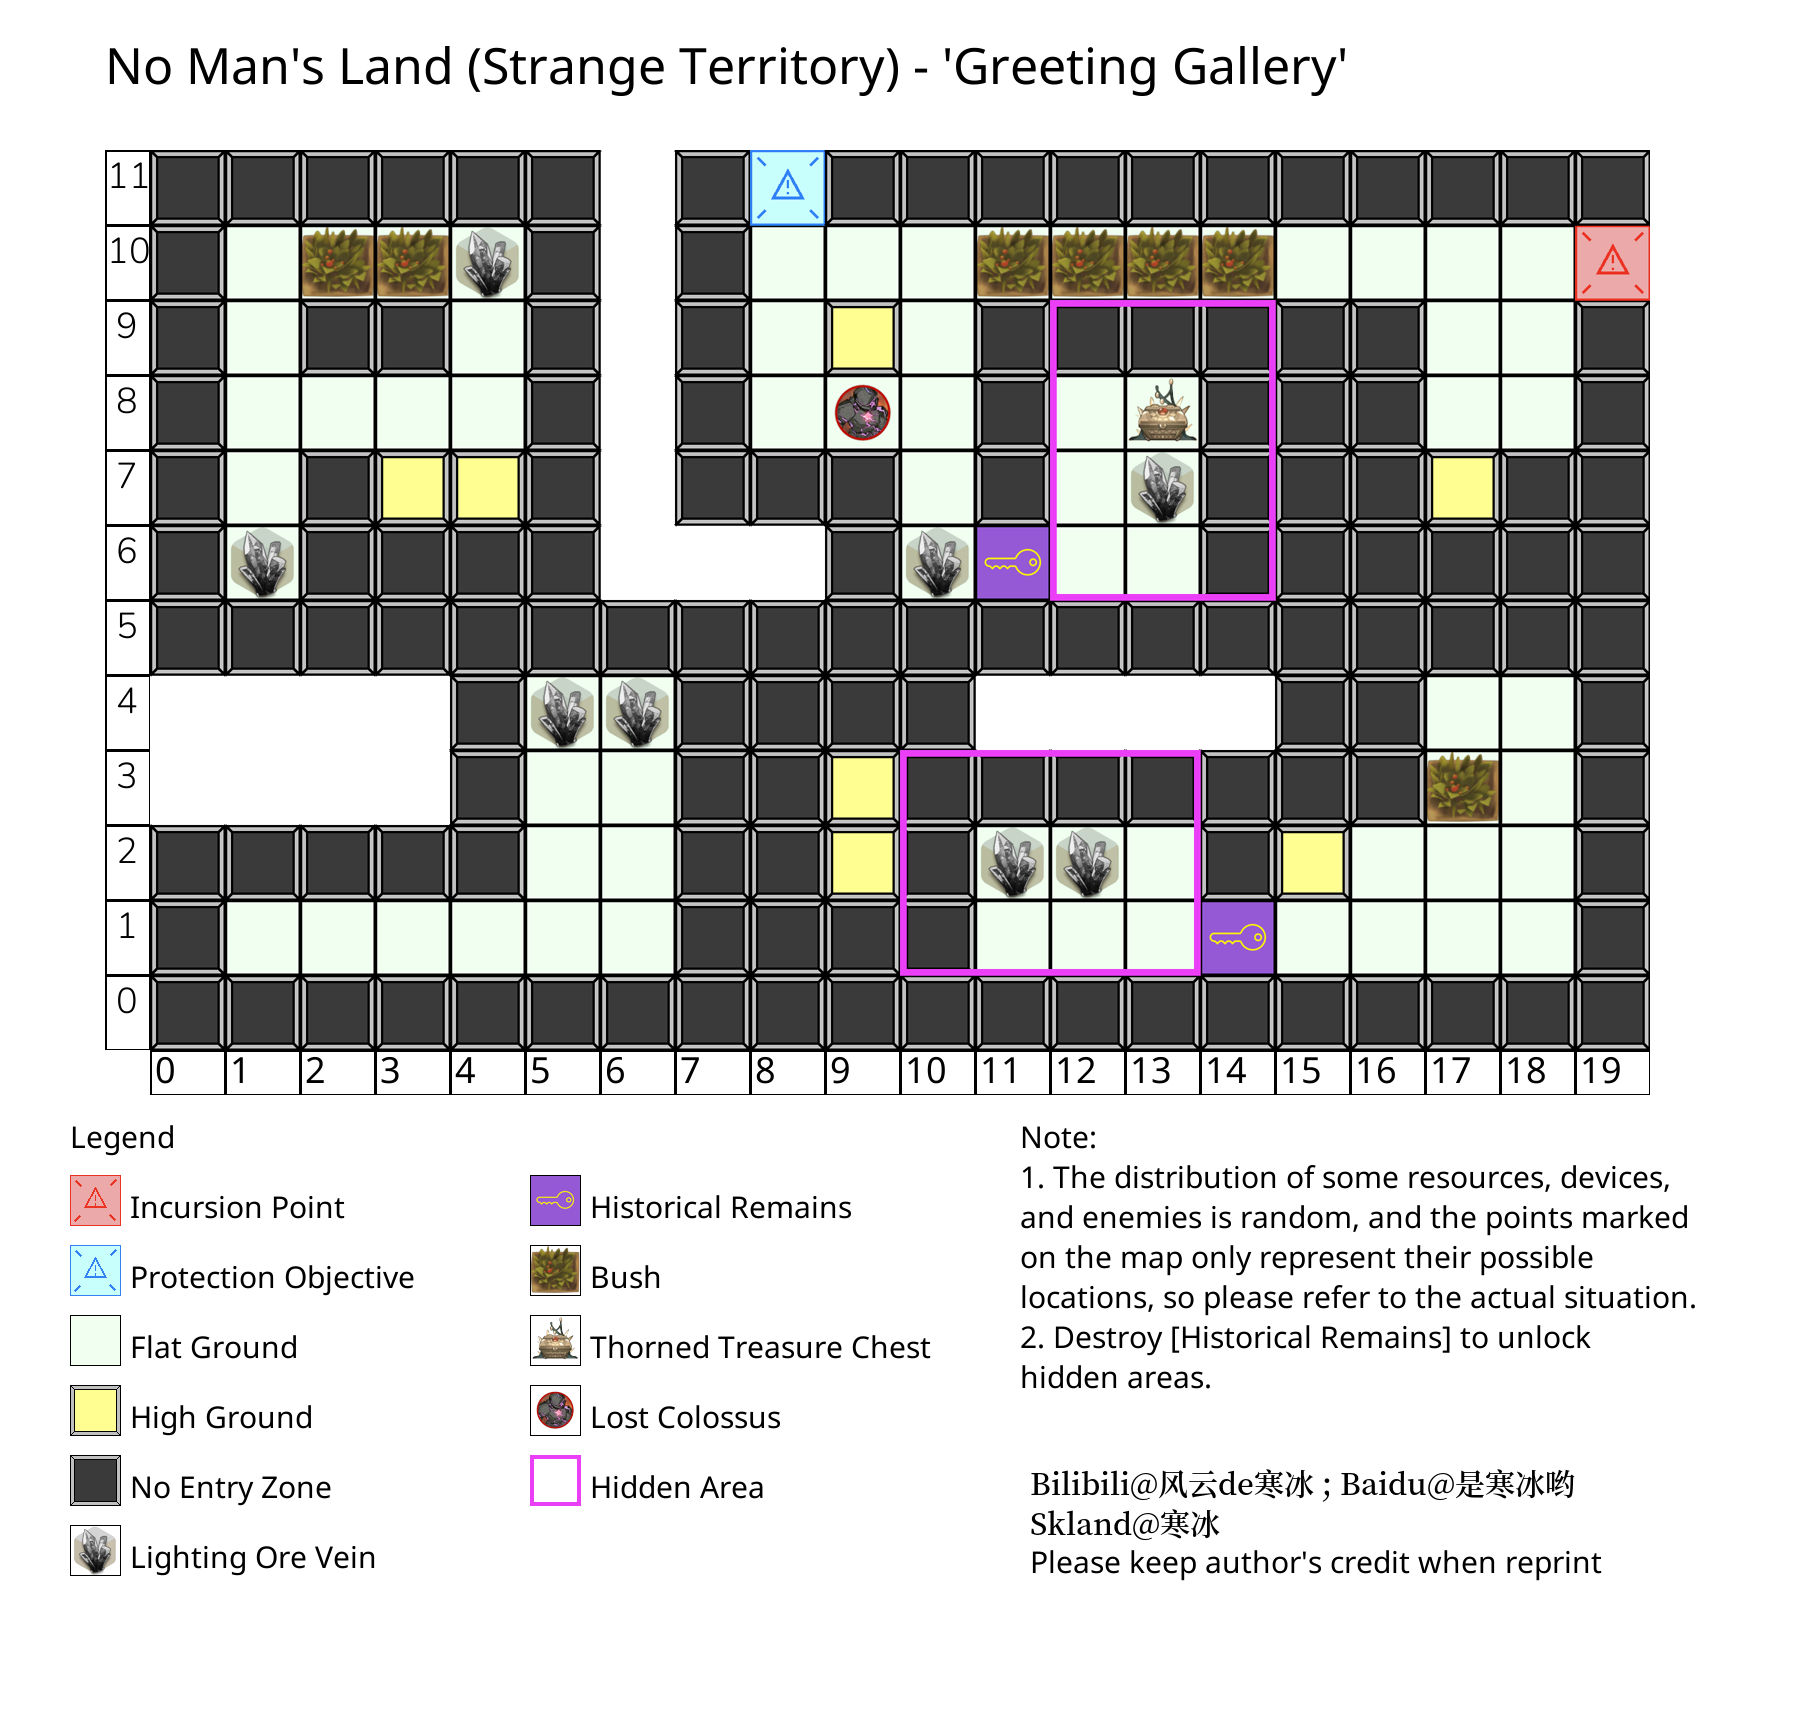 No Man's Land (Strange Territory) - 'Greeting Gallery'
11
10
9
8
7
6
5
4
3
2
1
0
0 1 2 3 4 5 6 7 8 9 10 11 12 13 14 15 16 17 18 19
Legend
Incursion Point
Protection Objective
Flat Ground
High Ground
No Entry Zone
Lighting Ore Vein
Historical Remains
Bush
Thorned Treasure Chest
Lost Colossus
Hidden Area
Note:
1. The distribution of some resources, devices,
and enemies is random, and the points marked
on the map only represent their possible
locations, so please refer to the actual situation.
2. Destroy [Historical Remains] to unlock
hidden areas.
Bilibili@风云de寒冰 ; Baidu@是寒冰哟
Skland@寒冰
Please keep author's credit when reprint